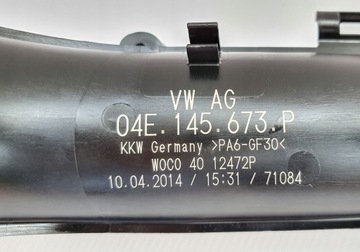 VW AG
04E.145.673.P
KKW Germany >PA6-GF30<
WOCO 40 12472P
10.04.2014 / 15:31 / 71084